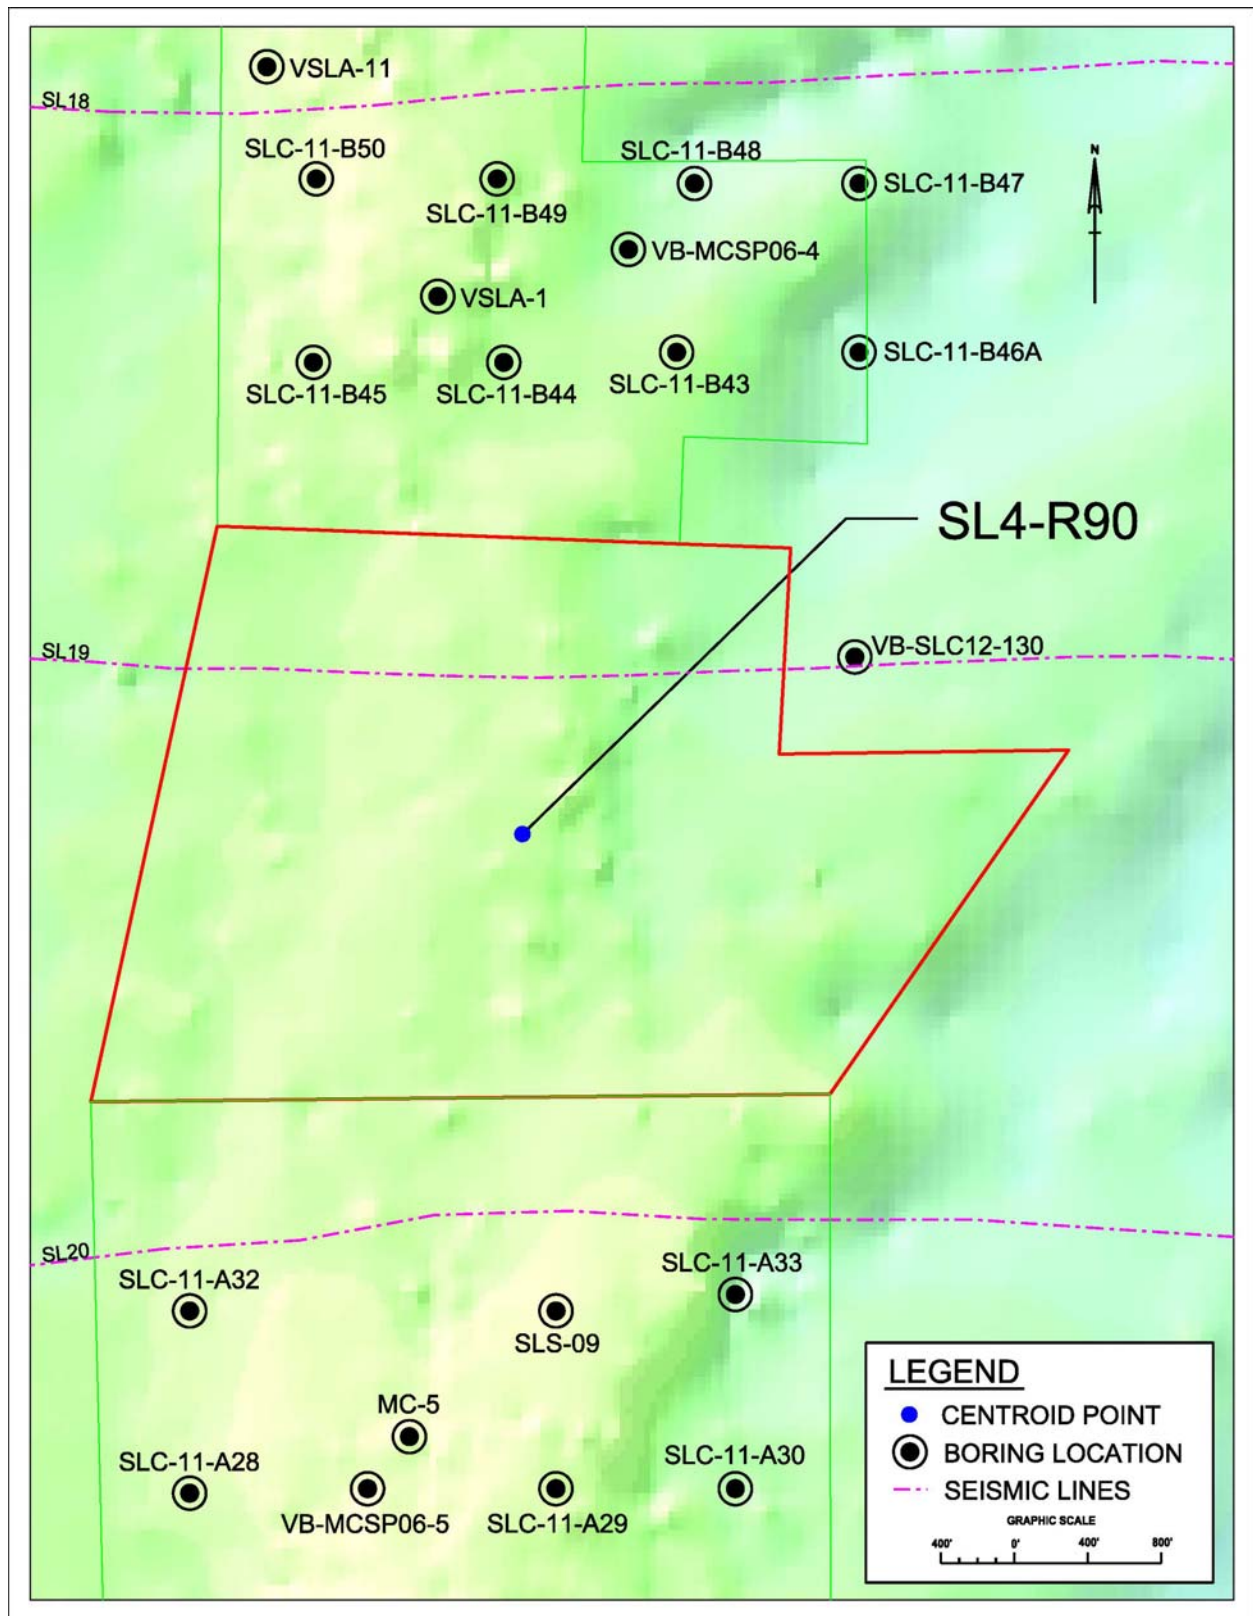 VSLA-11
SL18
SLC-11-B50
SLC-11-B48
N
SLC-11-B47
SLC-11-B49
VB-MCSP06-4
VSLA-1
SLC-11-B46A
SLC-11-B45
SLC-11-B44
SLC-11-B43
SL4-R90
SL19
VB-SLC12-130
SL20
SLC-11-A32
SLC-11-A33
SLS-09
MC-5
SLC-11-A28
SLC-11-A30
VB-MCSP06-5
SLC-11-A29
LEGEND
CENTROID POINT
BORING LOCATION
SEISMIC LINES
GRAPHIC SCALE
400' 0' 400' 800'